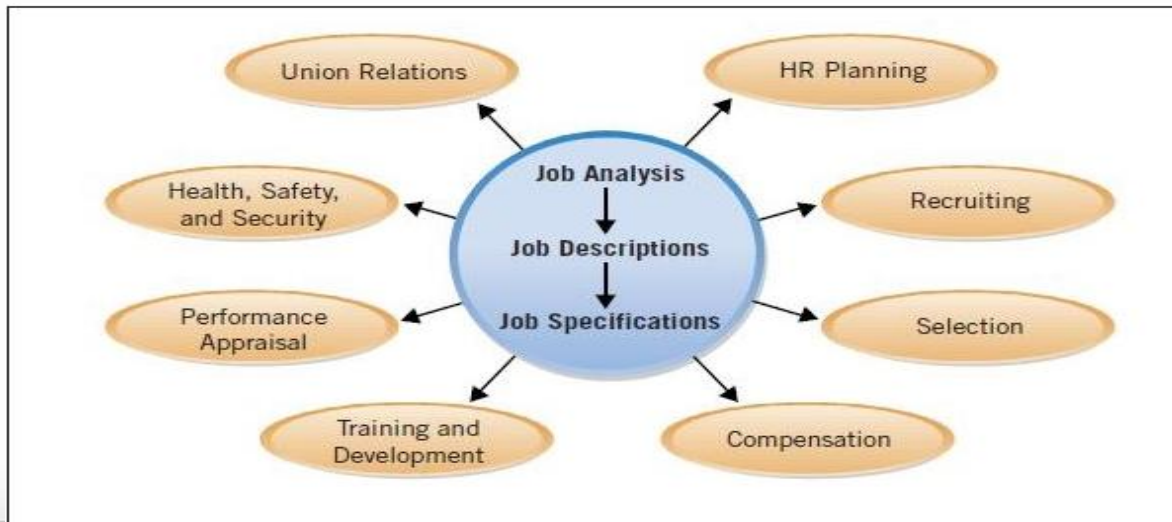 Union Relations
HR Planning
Job Analysis
Health, Safety,
and Security
Recruiting
Job Descriptions
Performance
Appraisal
Job Specifications
Selection
Training and
Development
Compensation